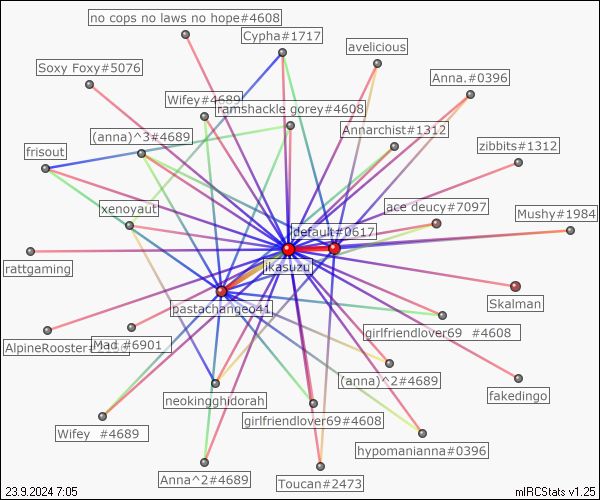 no cops no laws no hope#4608
Cypha#1717
avelicious
Soxy Foxy#5076
Anna.#0396
Wifey#4689
ramshackle gorey#4608
Annarchist#1312
(anna)^3#4689
zibbits#1312
frisout
xenoyaut
ace deucy#7097
Mushy#1984
default#0617
rattgaming
ikasuzu
Skalman
pastachangeo41
girlfriendlover69 #4608
AlpineRooster
Mad #6901
(anna)^2#4689
fakedingo
neokingghidorah
girlfriendlover69#4608
Wifey #4689
hypomanianna#0396
Anna^2#4689
Toucan#2473
23.9.2024 7:05
mIRCStats v1.25